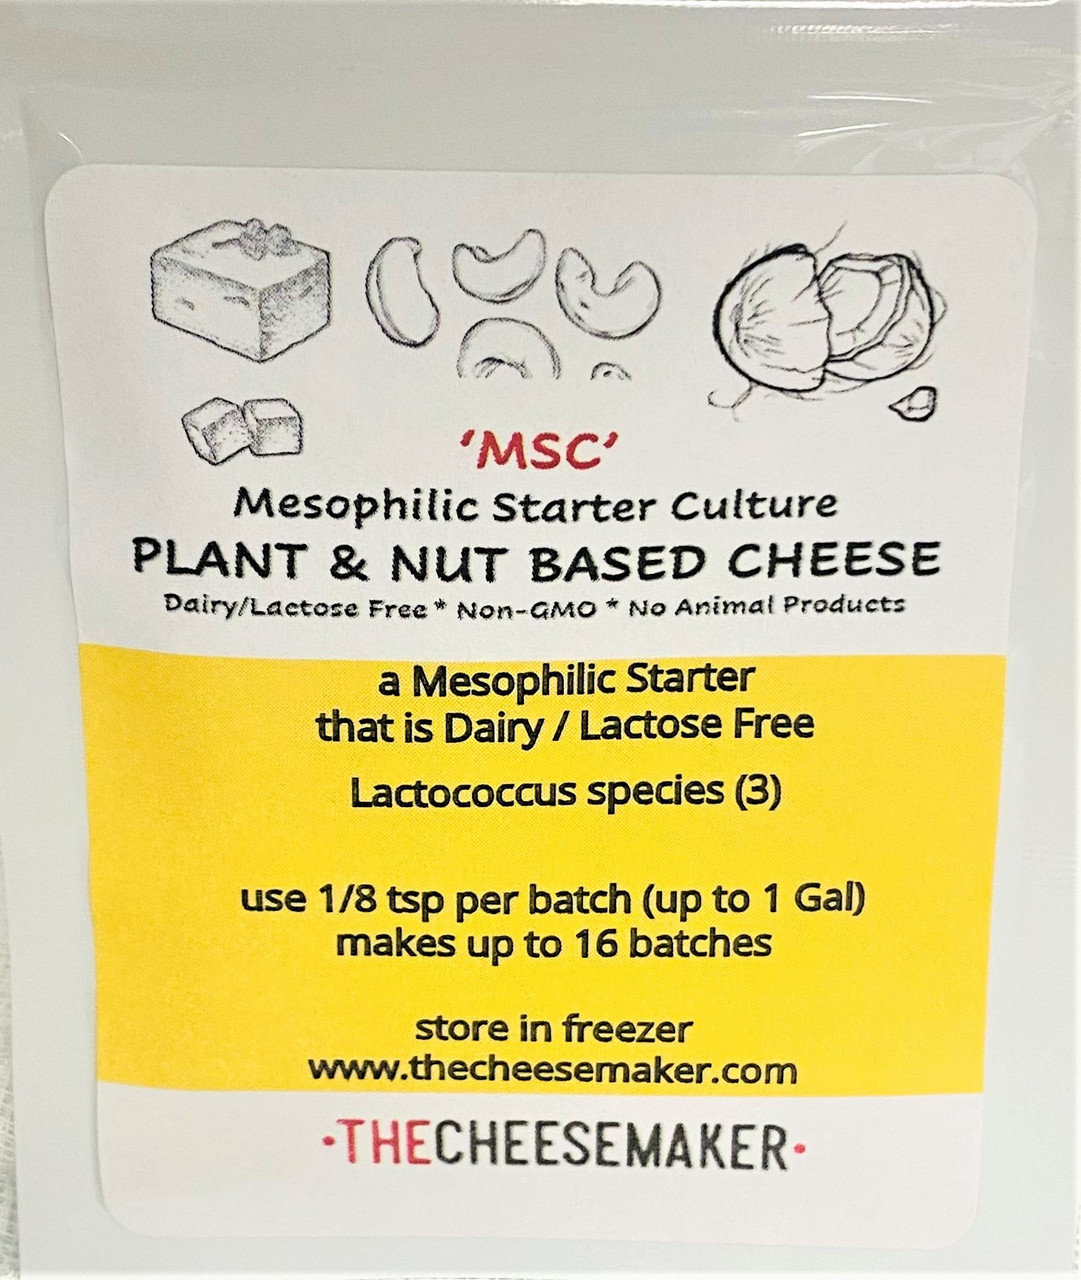 ‘MSC’
Mesophilic Starter Culture
PLANT & NUT BASED CHEESE
Dairy/Lactose Free * Non-GMO * No Animal Products
a Mesophilic Starter
that is Dairy / Lactose Free
Lactococcus species (3)
use 1/8 tsp per batch (up to 1 Gal)
makes up to 16 batches
store in freezer
www.thecheesemaker.com
·THECHEESEMAKER·